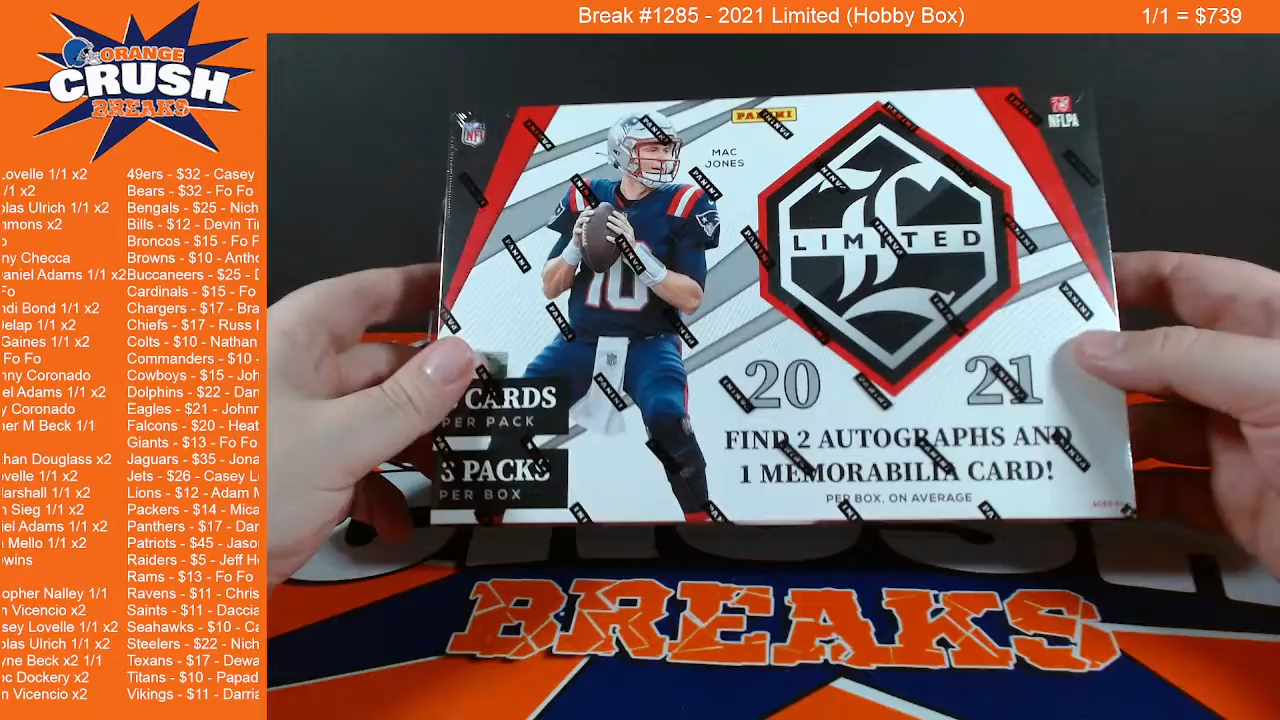 Break #1285 - 2021 Limited (Hobby Box)
1/1 = $739
ORANGE
CRUSH
BREAKS
Lovelle 1/1 x2 49ers - $32 - Casey
/1 x2 Bears - $32 - Fo Fo
olas Ulrich 1/1 x2 Bengals - $25 - Nich
mmons x2 Bills - $12 - Devin Ti
o Broncos - $15 - Fo F
ny Checca Browns - $10 - Antho
aniel Adams 1/1 x2 Buccaneers - $25 - D
Fo Cardinals - $15 - Fo
ndi Bond 1/1 x2 Chargers - $17 - Bra
Delap 1/1 x2 Chiefs - $17 - Russ D
Gaines 1/1 x2 Colts - $10 - Nathan
Fo Fo Commanders - $10 -
nny Coronado Cowboys - $15 - Joh
el Adams 1/1 x2 Dolphins - $22 - Dan
y Coronado Eagles - $21 - Johnn
her M Beck 1/1 Falcons - $20 - Heat
Giants - $13 - Fo Fo
than Douglass x2 Jaguars - $35 - Jona
ovelle 1/1 x2 Jets - $26 - Casey L
Marshall 1/1 x2 Lions - $12 - Adam M
n Sieg 1/1 x2 Packers - $14 - Mica
iel Adams 1/1 x2 Panthers - $17 - Dar
n Mello 1/1 x2 Patriots - $45 - Jaso
ewins Raiders - $5 - Jeff He
Rams - $13 - Fo Fo
opher Nalley 1/1 Ravens - $11 - Chris
n Vicencio x2 Saints - $11 - Daccia
sey Lovelle 1/1 x2 Seahawks - $10 - Ca
olas Ulrich 1/1 x2 Steelers - $22 - Nich
yne Beck x2 1/1 Texans - $17 - Dewa
oc Dockery x2 Titans - $10 - Papad
n Vicencio x2 Vikings - $11 - Darria
NFL
PANINI
NFLPA
MAC
JONES
LIMITED
10
20 21
CARDS
PER PACK
PACKS
PER BOX
FIND 2 AUTOGRAPHS AND
1 MEMORABILIA CARD!
PER BOX, ON AVERAGE
BREAKS